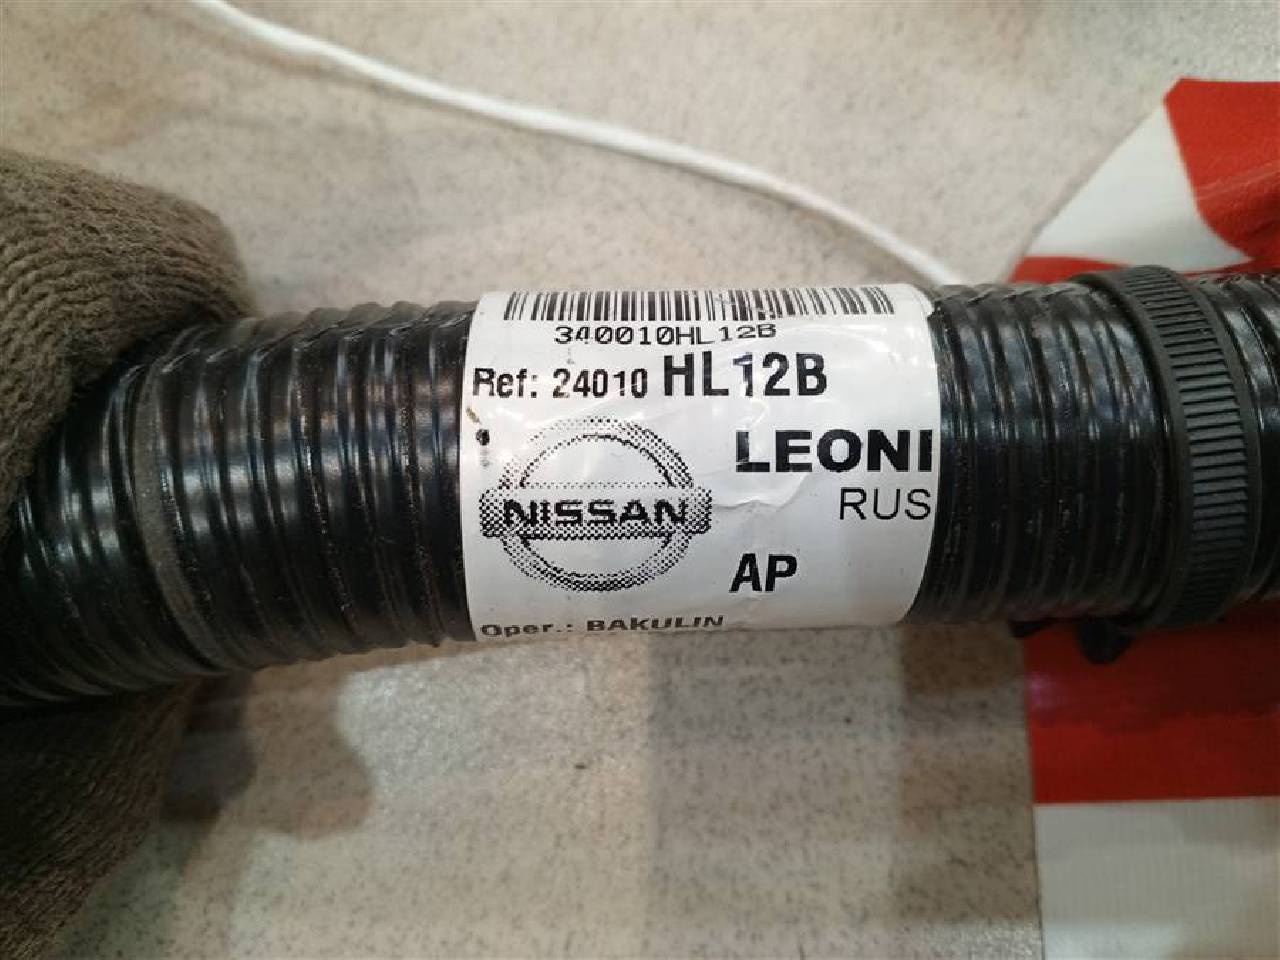 340010HL12B
Ref: 24010 HL12B
LEONI
RUS
NISSAN
AP
Oper.: BAKULIN